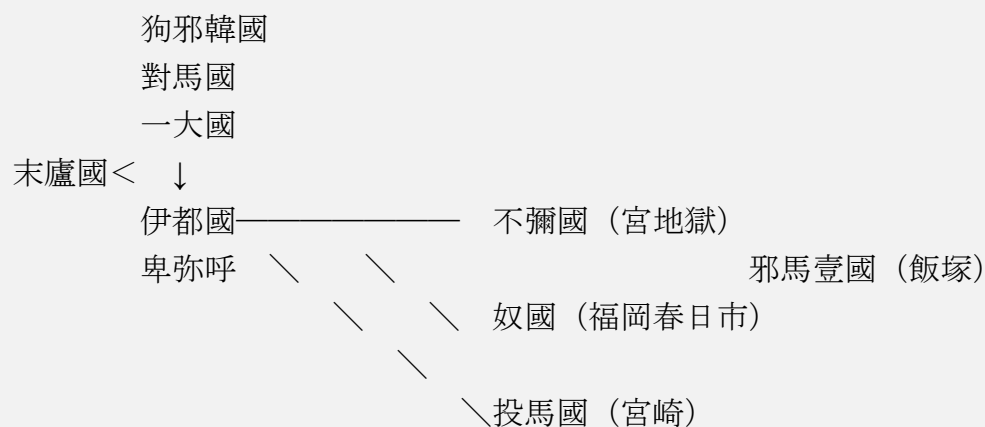 狗邪韓國
對馬國
一大國
末廬國< ↓
伊都國─────── 不彌國（宮地獄）
卑弥呼 ＼ ＼ 邪馬壹國（飯塚）
＼ ＼ 奴國（福岡春日市）
＼
＼投馬國（宮崎）